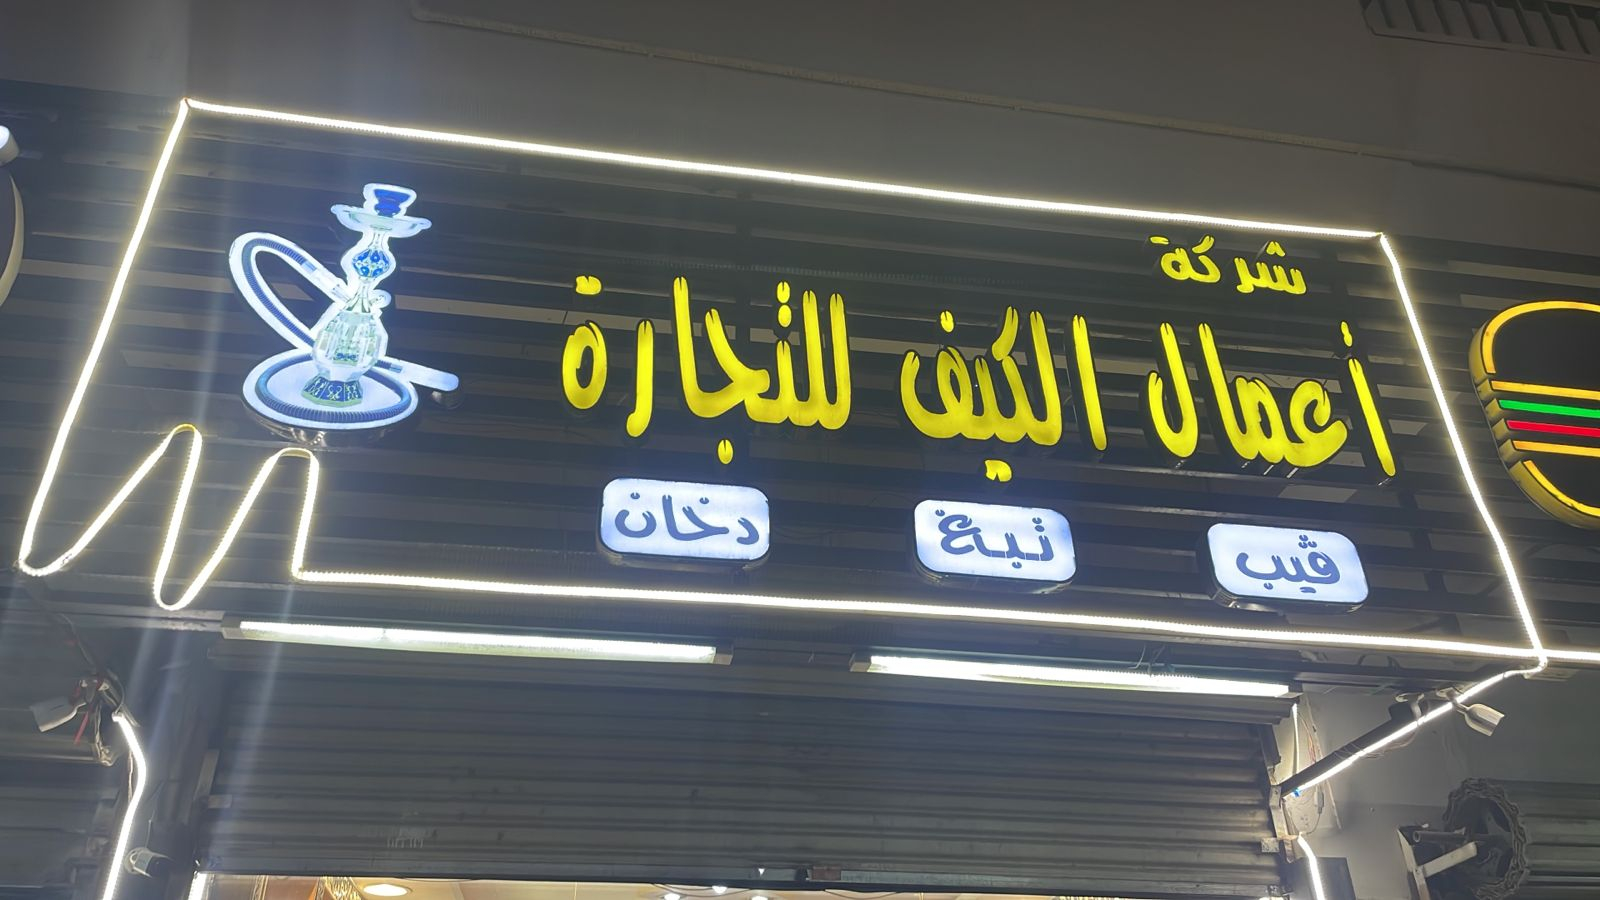 شركة
أعمال الكيف للتجارة
ڤيب تبغ دخان